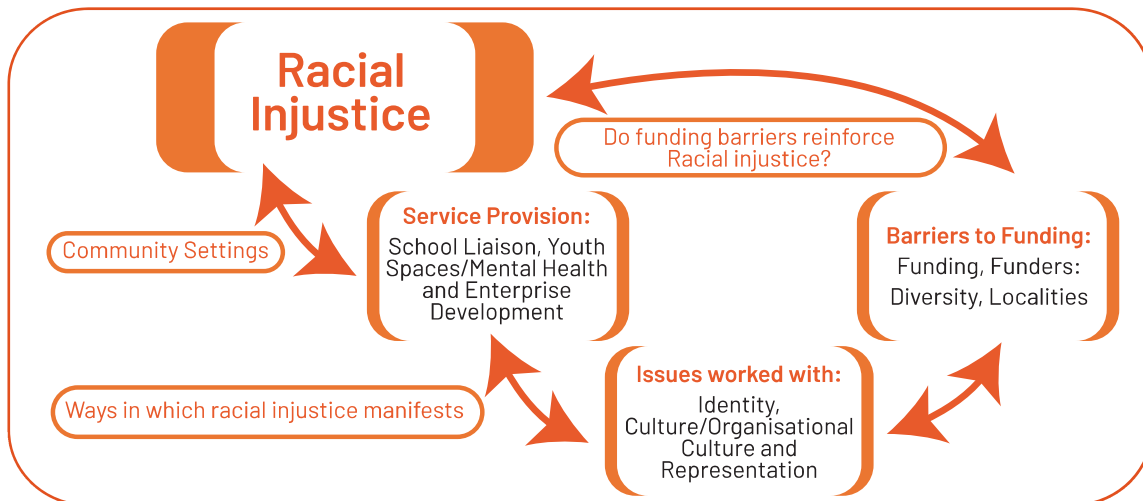 Racial
Injustice
Do funding barriers reinforce
Racial injustice?
Community Settings
Service Provision:
School Liaison, Youth
Spaces/Mental Health
and Enterprise
Development
Barriers to Funding:
Funding, Funders:
Diversity, Localities
Ways in which racial injustice manifests
Issues worked with:
Identity,
Culture/Organisational
Culture and
Representation